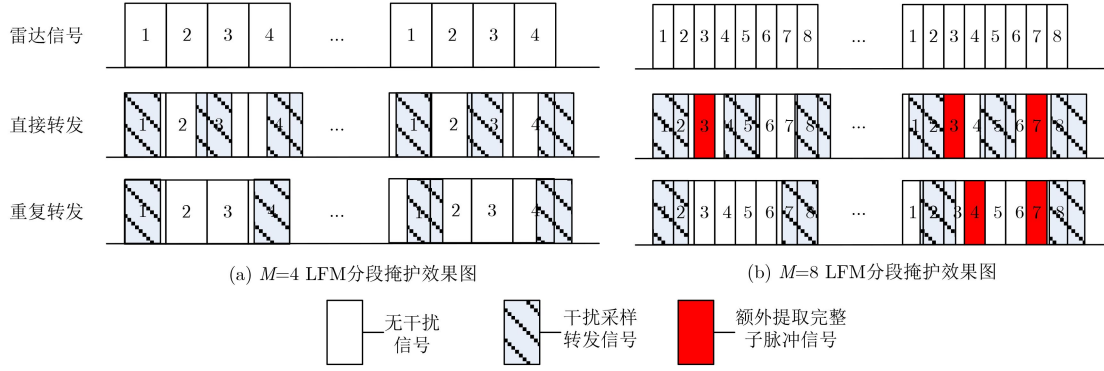 雷达信号 1 2 3 4 ... 1 2 3 4 1 2 3 4 5 6 7 8 ... 1 2 3 4 5 6 7 8
直接转发 1 2 3 4 ... 1 2 3 4 1 2 3 4 5 6 7 8 ... 1 2 3 4 5 6 7 8
重复转发 1 2 3 4 ... 1 2 3 4 1 2 3 4 5 6 7 8 ... 1 2 3 4 5 6 7 8
(a) M=4 LFM分段掩护效果图
(b) M=8 LFM分段掩护效果图
无干扰
信号
干扰采样
转发信号
额外提取完整
子脉冲信号